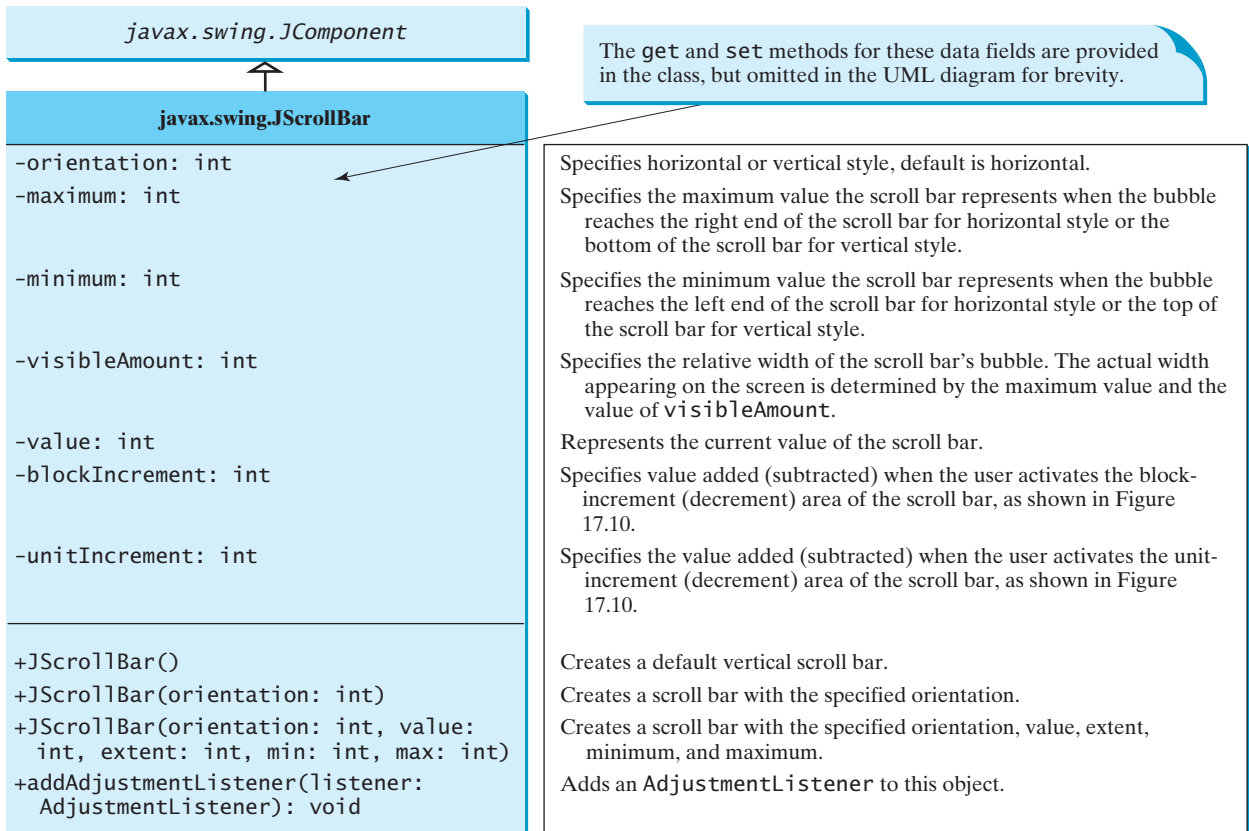 javax.swing.JComponent
The get and set methods for these data fields are provided
in the class, but omitted in the UML diagram for brevity.
javax.swing.JScrollBar
-orientation: int
Specifies horizontal or vertical style, default is horizontal.
-maximum: int
Specifies the maximum value the scroll bar represents when the bubble
reaches the right end of the scroll bar for horizontal style or the
bottom of the scroll bar for vertical style.
-minimum: int
Specifies the minimum value the scroll bar represents when the bubble
reaches the left end of the scroll bar for horizontal style or the top of
the scroll bar for vertical style.
-visibleAmount: int
Specifies the relative width of the scroll bar's bubble. The actual width
appearing on the screen is determined by the maximum value and the
value of visibleAmount.
-value: int
Represents the current value of the scroll bar.
-blockIncrement: int
Specifies value added (subtracted) when the user activates the block-
increment (decrement) area of the scroll bar, as shown in Figure
17.10.
-unitIncrement: int
Specifies the value added (subtracted) when the user activates the unit-
increment (decrement) area of the scroll bar, as shown in Figure
17.10.
+JScrollBar()
Creates a default vertical scroll bar.
+JScrollBar(orientation: int)
Creates a scroll bar with the specified orientation.
+JScrollBar(orientation: int, value:
int, extent: int, min: int, max: int)
Creates a scroll bar with the specified orientation, value, extent,
minimum, and maximum.
+addAdjustmentListener(listener:
AdjustmentListener): void
Adds an AdjustmentListener to this object.